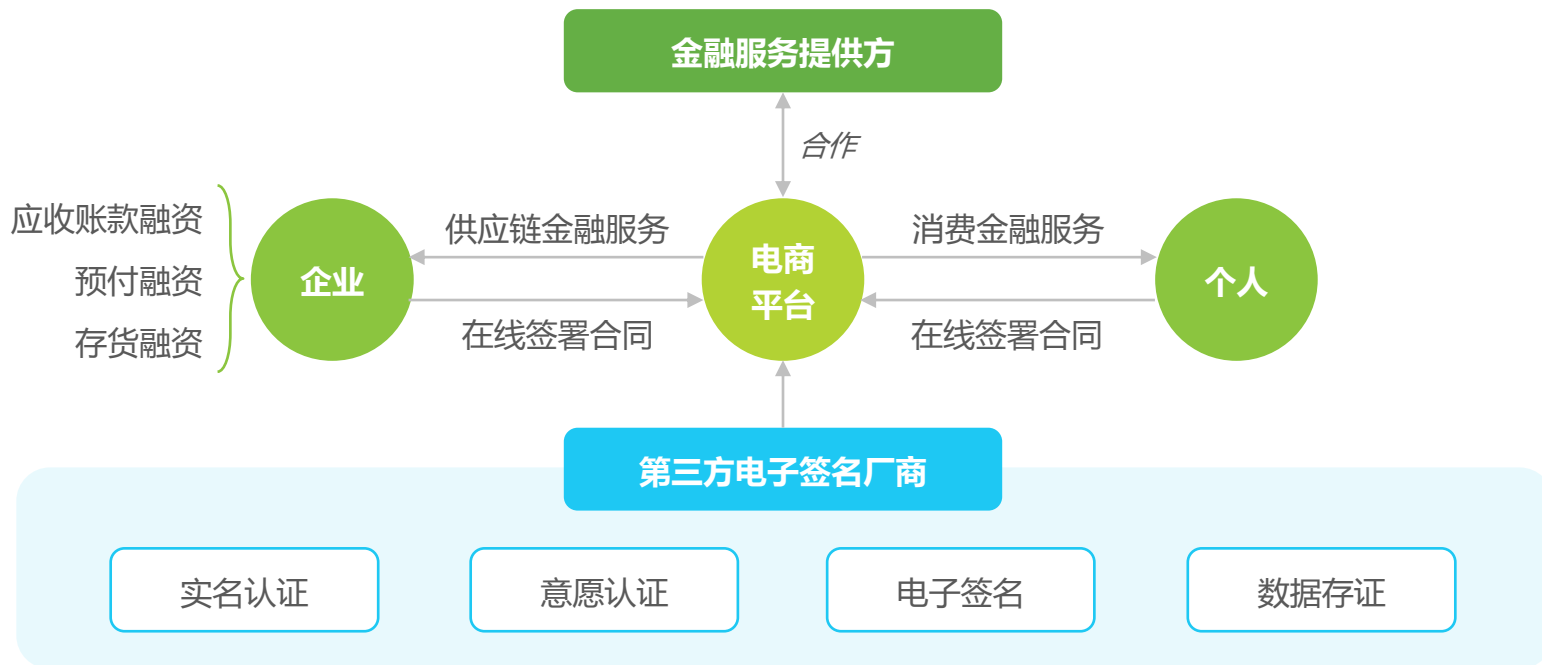 金融服务提供方
合作
应收账款融资
预付融资
存货融资
企业
供应链金融服务
在线签署合同
电商
平台
消费金融服务
在线签署合同
个人
第三方电子签名厂商
实名认证
意愿认证
电子签名
数据存证